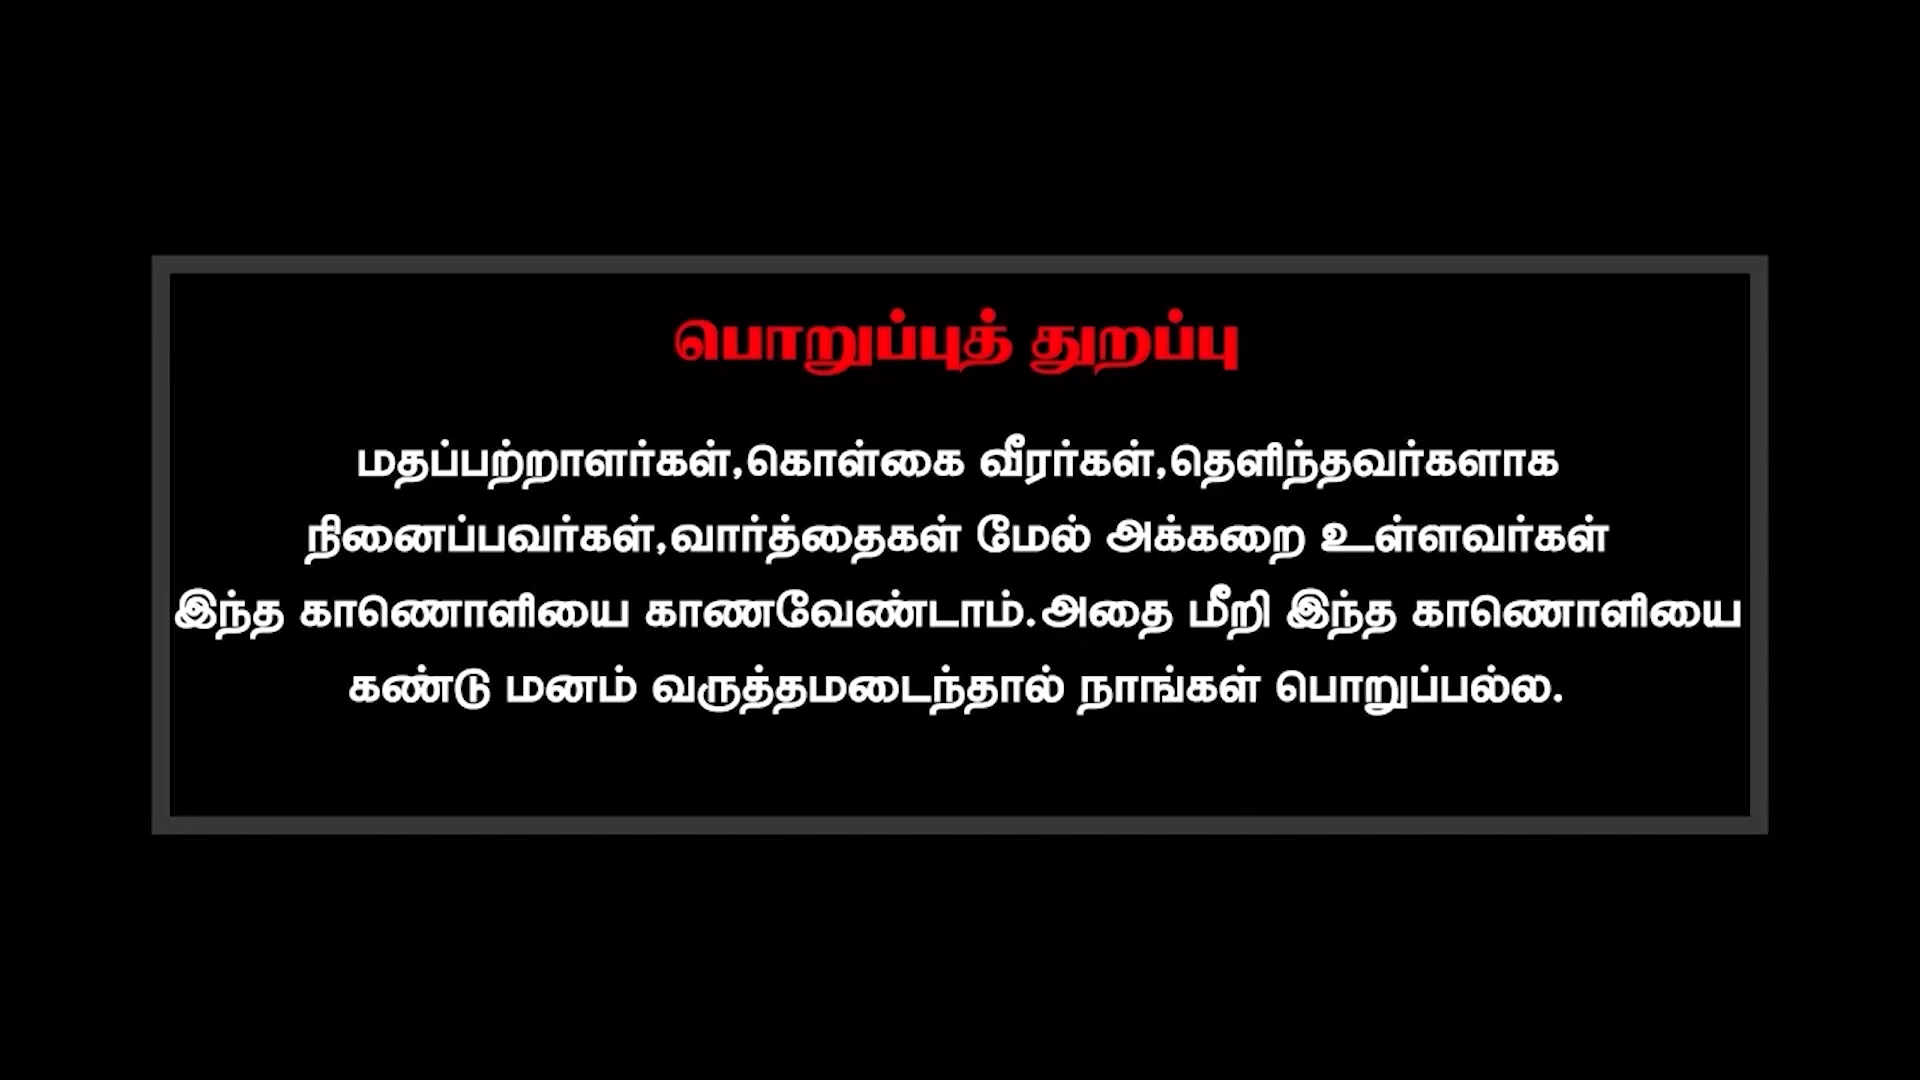 பொறுப்புத் துறப்பு
மதப்பற்றாளர்கள்,கொள்கை வீரர்கள்,தெளிந்தவர்களாக
நினைப்பவர்கள்,வார்த்தைகள் மேல் அக்கறை உள்ளவர்கள்
இந்த காணொளியை காணவேண்டாம்.அதை மீறி இந்த காணொளியை
கண்டு மனம் வருத்தமடைந்தால் நாங்கள் பொறுப்பல்ல.